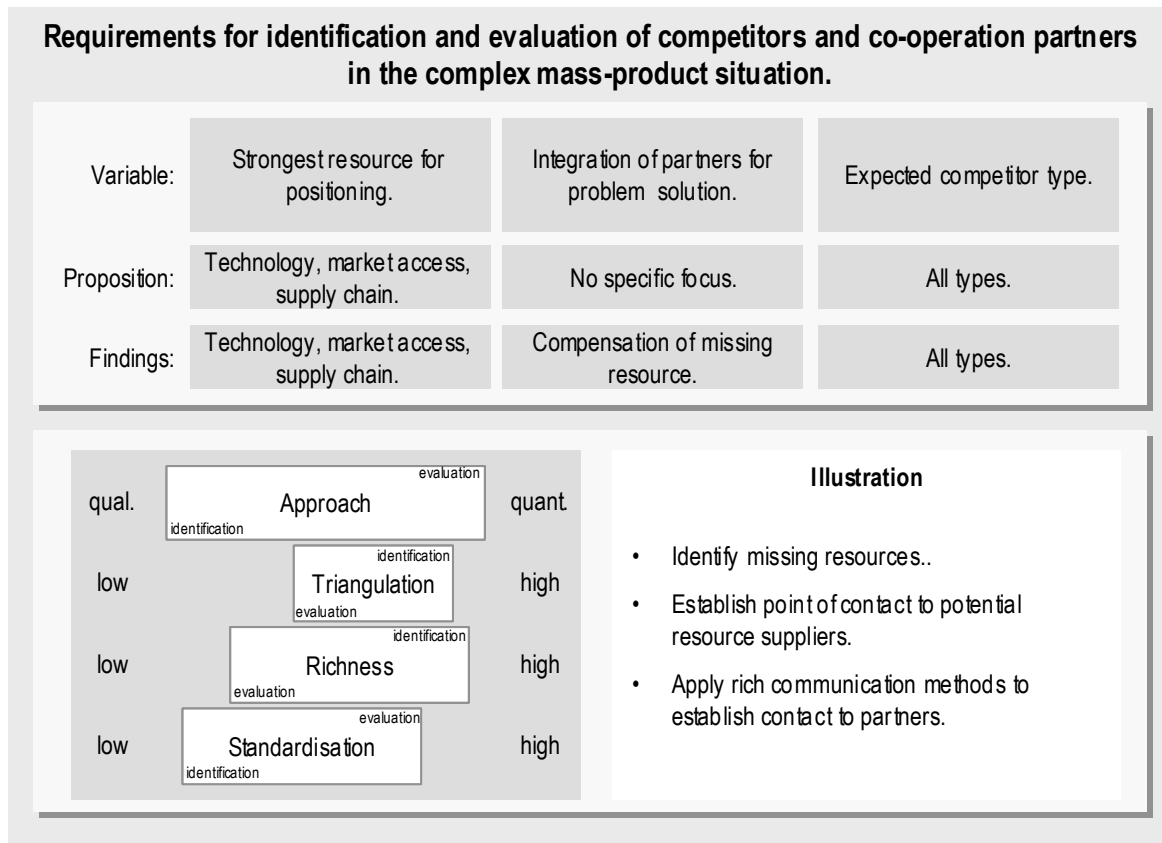 Requirements for identification and evaluation of competitors and co-operation partners
in the complex mass-product situation.
Variable:
Strongest resource for
positioning.
Integration of partners for
problem solution.
Expected competitor type.
Proposition:
Technology, market access,
supply chain.
No specific focus.
All types.
Findings:
Technology, market access,
supply chain.
Compensation of missing
resource.
All types.
evaluation
qual.
Approach
quant.
identification
identification
low
Triangulation
high
evaluation
identification
low
Richness
high
evaluation
evaluation
low
Standardisation
high
identification
Illustration
• Identify missing resources..
• Establish point of contact to potential
resource suppliers.
• Apply rich communication methods to
establish contact to partners.